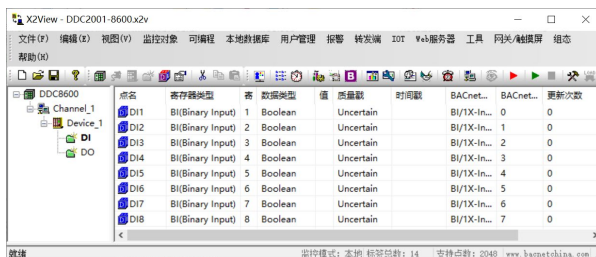 X2View - DDC2001-8600.x2v
文件(F) 编辑(E) 视图(V) 监控对象 可编程 本地数据库 用户管理 报警 转发端 IOT Web服务器 工具 网关/触摸屏 组态
帮助(H)
DDC8600
Channel_1
Device_1
DI
DO
点名 寄存器类型 寄 数据类型 值 质量戳 时间戳 BACnet... BACnet... 更新次数
DI1 BI(Binary Input) 1 Boolean Uncertain BI/1X-In... 0 0
DI2 BI(Binary Input) 2 Boolean Uncertain BI/1X-In... 1 0
DI3 BI(Binary Input) 3 Boolean Uncertain BI/1X-In... 2 0
DI4 BI(Binary Input) 4 Boolean Uncertain BI/1X-In... 3 0
DI5 BI(Binary Input) 5 Boolean Uncertain BI/1X-In... 4 0
DI6 BI(Binary Input) 6 Boolean Uncertain BI/1X-In... 5 0
DI7 BI(Binary Input) 7 Boolean Uncertain BI/1X-In... 6 0
DI8 BI(Binary Input) 8 Boolean Uncertain BI/1X-In... 7 0
就绪 监控模式: 本地 标签总数: 14 支持点数: 2048 www.bacnetchina.com